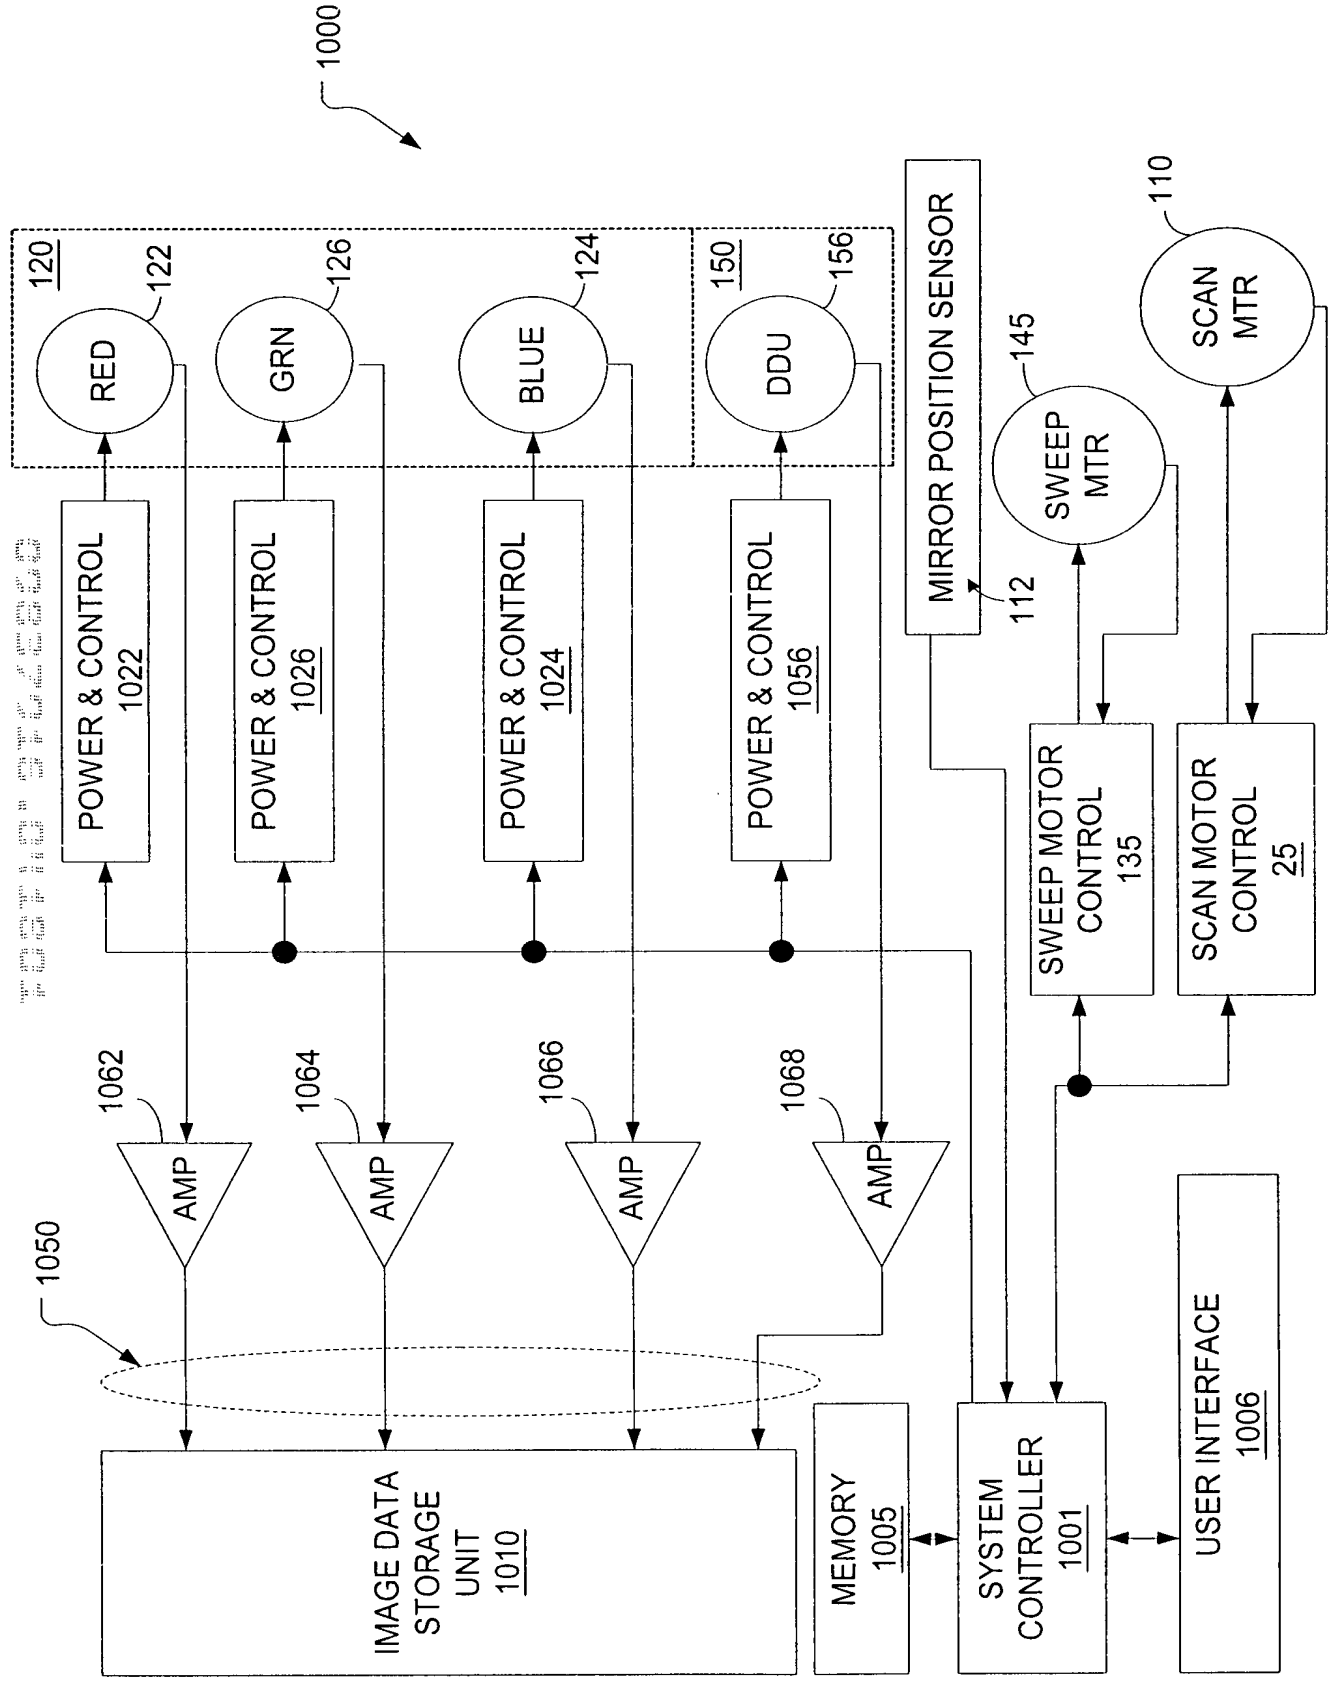 1000
120
RED
122
GRN
126
BLUE
124
150
DDU
156
POWER & CONTROL
1022
POWER & CONTROL
1026
POWER & CONTROL
1024
POWER & CONTROL
1056
MIRROR POSITION SENSOR
112
SWEEP
MTR
145
SCAN
MTR
110
SWEEP MOTOR
CONTROL
135
SCAN MOTOR
CONTROL
25
AMP
1062
AMP
1064
AMP
1066
AMP
1068
1050
IMAGE DATA
STORAGE
UNIT
1010
MEMORY
1005
SYSTEM
CONTROLLER
1001
USER INTERFACE
1006